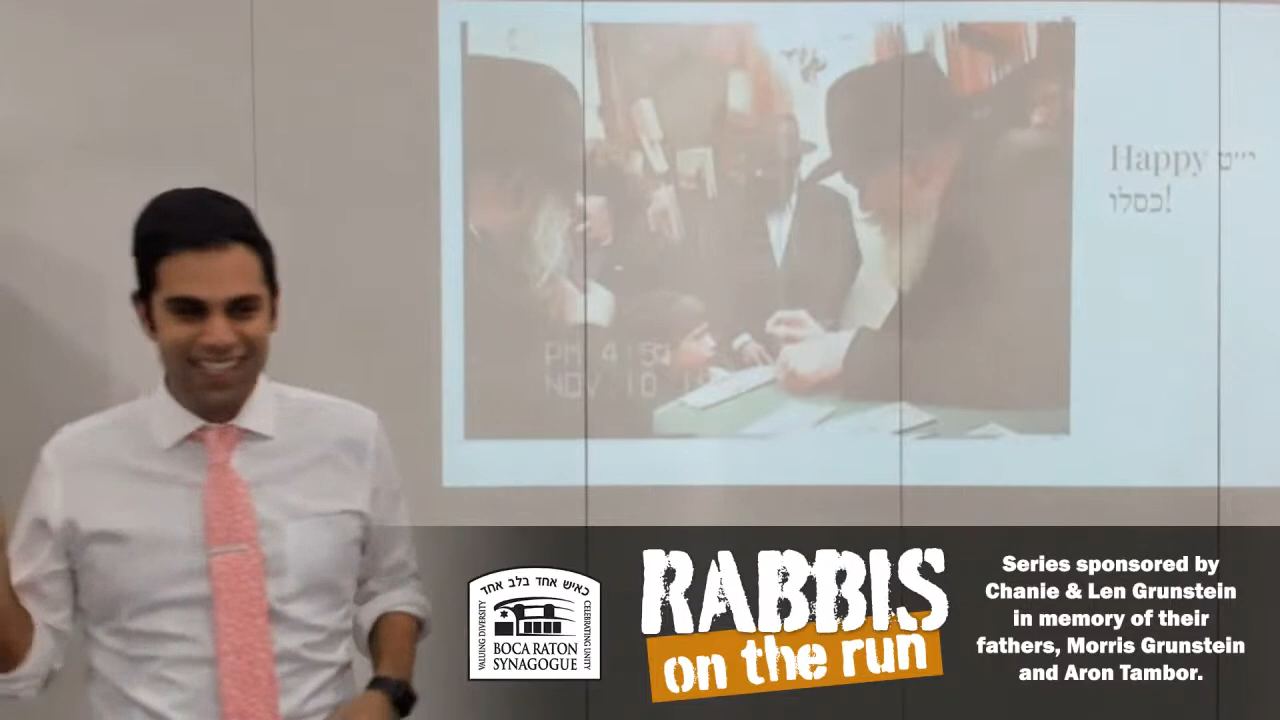 Happy י״ט
כסלו!
PM 4:50
NOV. 10
כאיש אחד בלב אחד
VALUING DIVERSITY
CELEBRATING UNITY
BOCA RATON
SYNAGOGUE
RABBIS
on the run
Series sponsored by
Chanie & Len Grunstein
in memory of their
fathers, Morris Grunstein
and Aron Tambor.